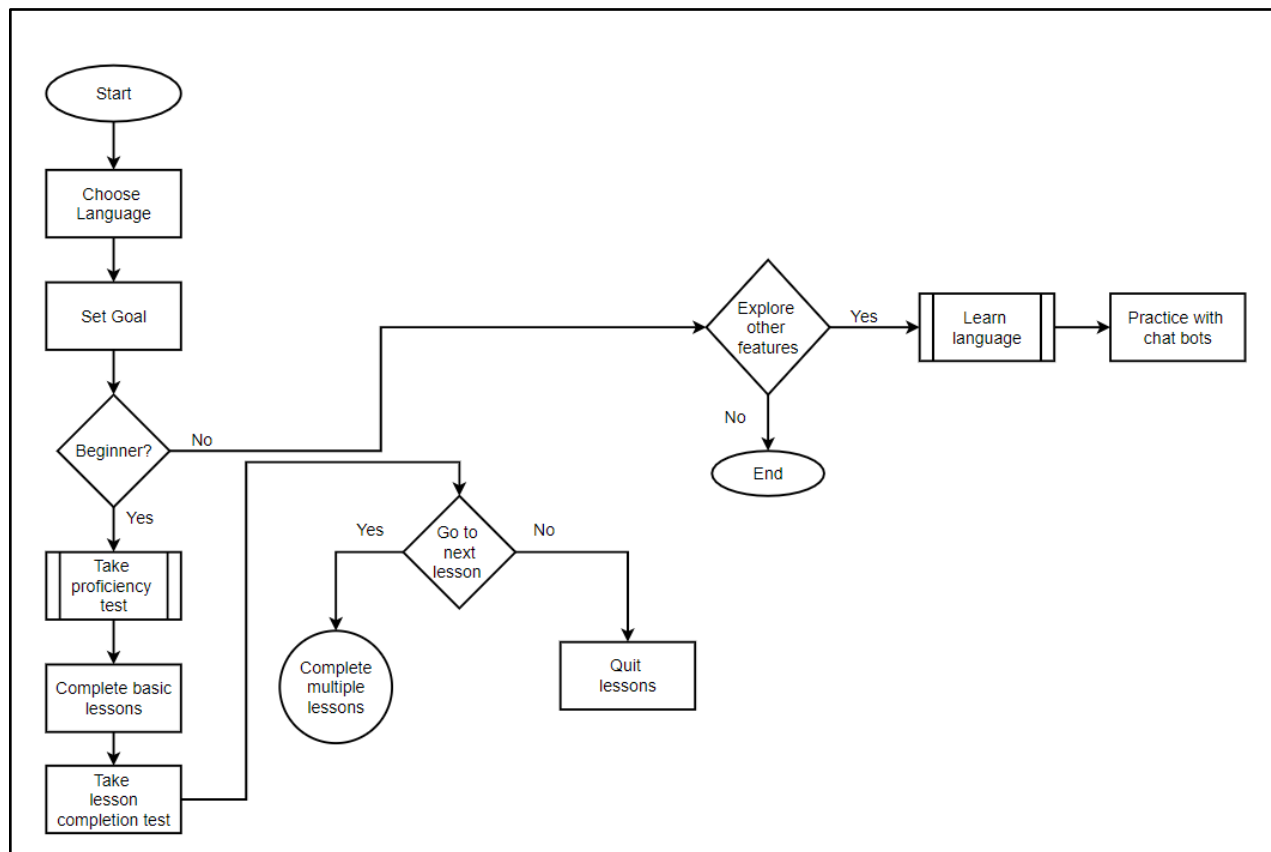 Start
Choose
Language
Set Goal
Beginner?
No
Yes
Take
proficiency
test
Complete basic
lessons
Take
lesson
completion test
Go to
next
lesson
Yes
No
Complete
multiple
lessons
Quit
lessons
Explore
other
features
Yes
No
End
Learn
language
Practice with
chat bots